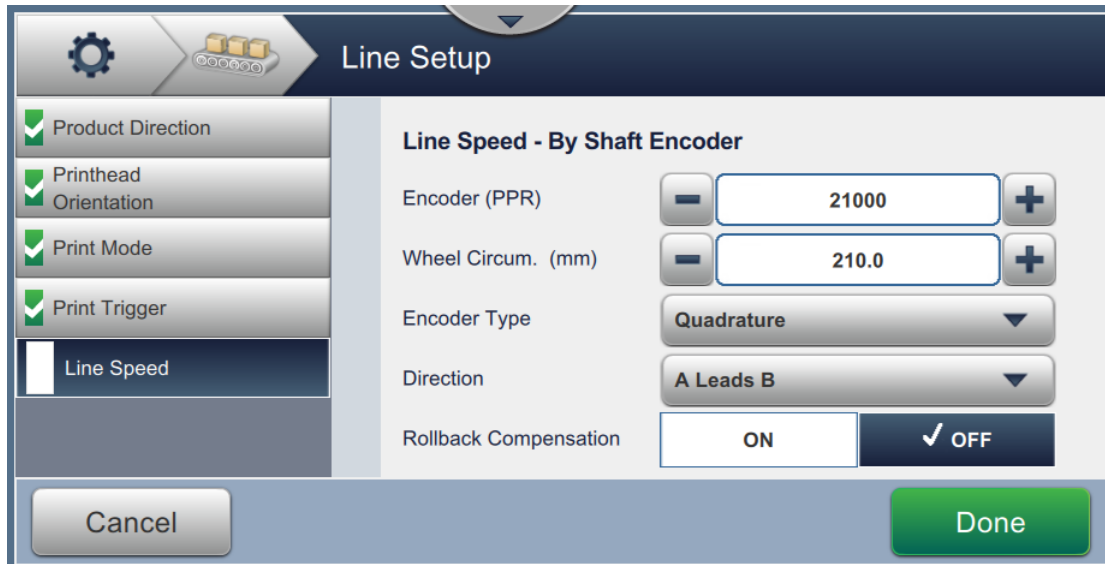 Line Setup
Product Direction
Printhead
Orientation
Print Mode
Print Trigger
Line Speed
Line Speed - By Shaft Encoder
Encoder (PPR)
21000
Wheel Circum. (mm)
210.0
Encoder Type
Quadrature
Direction
A Leads B
Rollback Compensation
ON
OFF
Cancel
Done